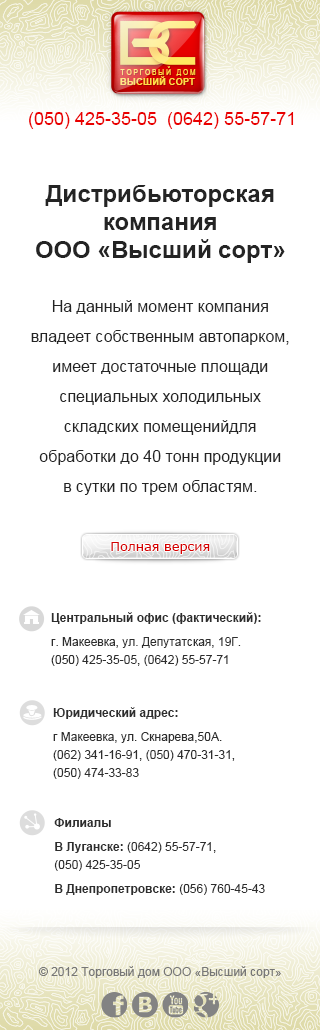 ВС
ТОРГОВЫЙ ДОМ
ВЫСШИЙ СОРТ
(050) 425-35-05 (0642) 55-57-71
Дистрибьюторская
компания
ООО «Высший сорт»
На данный момент компания
владеет собственным автопарком,
имеет достаточные площади
специальных холодильных
складских помещенийдля
обработки до 40 тонн продукции
в сутки по трем областям.
Полная версия
Центральный офис (фактический):
г. Макеевка, ул. Депутатская, 19Г.
(050) 425-35-05, (0642) 55-57-71
Юридический адрес:
г Макеевка, ул. Скнарева,50А.
(062) 341-16-91, (050) 470-31-31,
(050) 474-33-83
Филиалы
В Луганске: (0642) 55-57-71,
(050) 425-35-05
В Днепропетровске: (056) 760-45-43
© 2012 Торговый дом ООО «Высший сорт»
f B You Tube g+